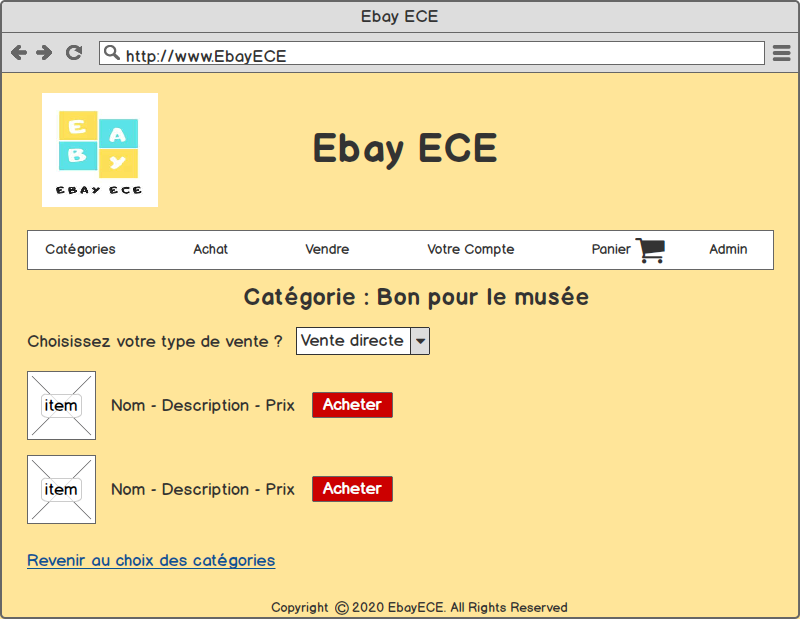 Ebay ECE
http://www.EbayECE
E A
B Y
EBAY ECE
Ebay ECE
Catégories Achat Vendre Votre Compte Panier Admin
Catégorie : Bon pour le musée
Choisissez votre type de vente ? Vente directe
item Nom - Description - Prix Acheter
item Nom - Description - Prix Acheter
Revenir au choix des catégories
Copyright © 2020 EbayECE. All Rights Reserved